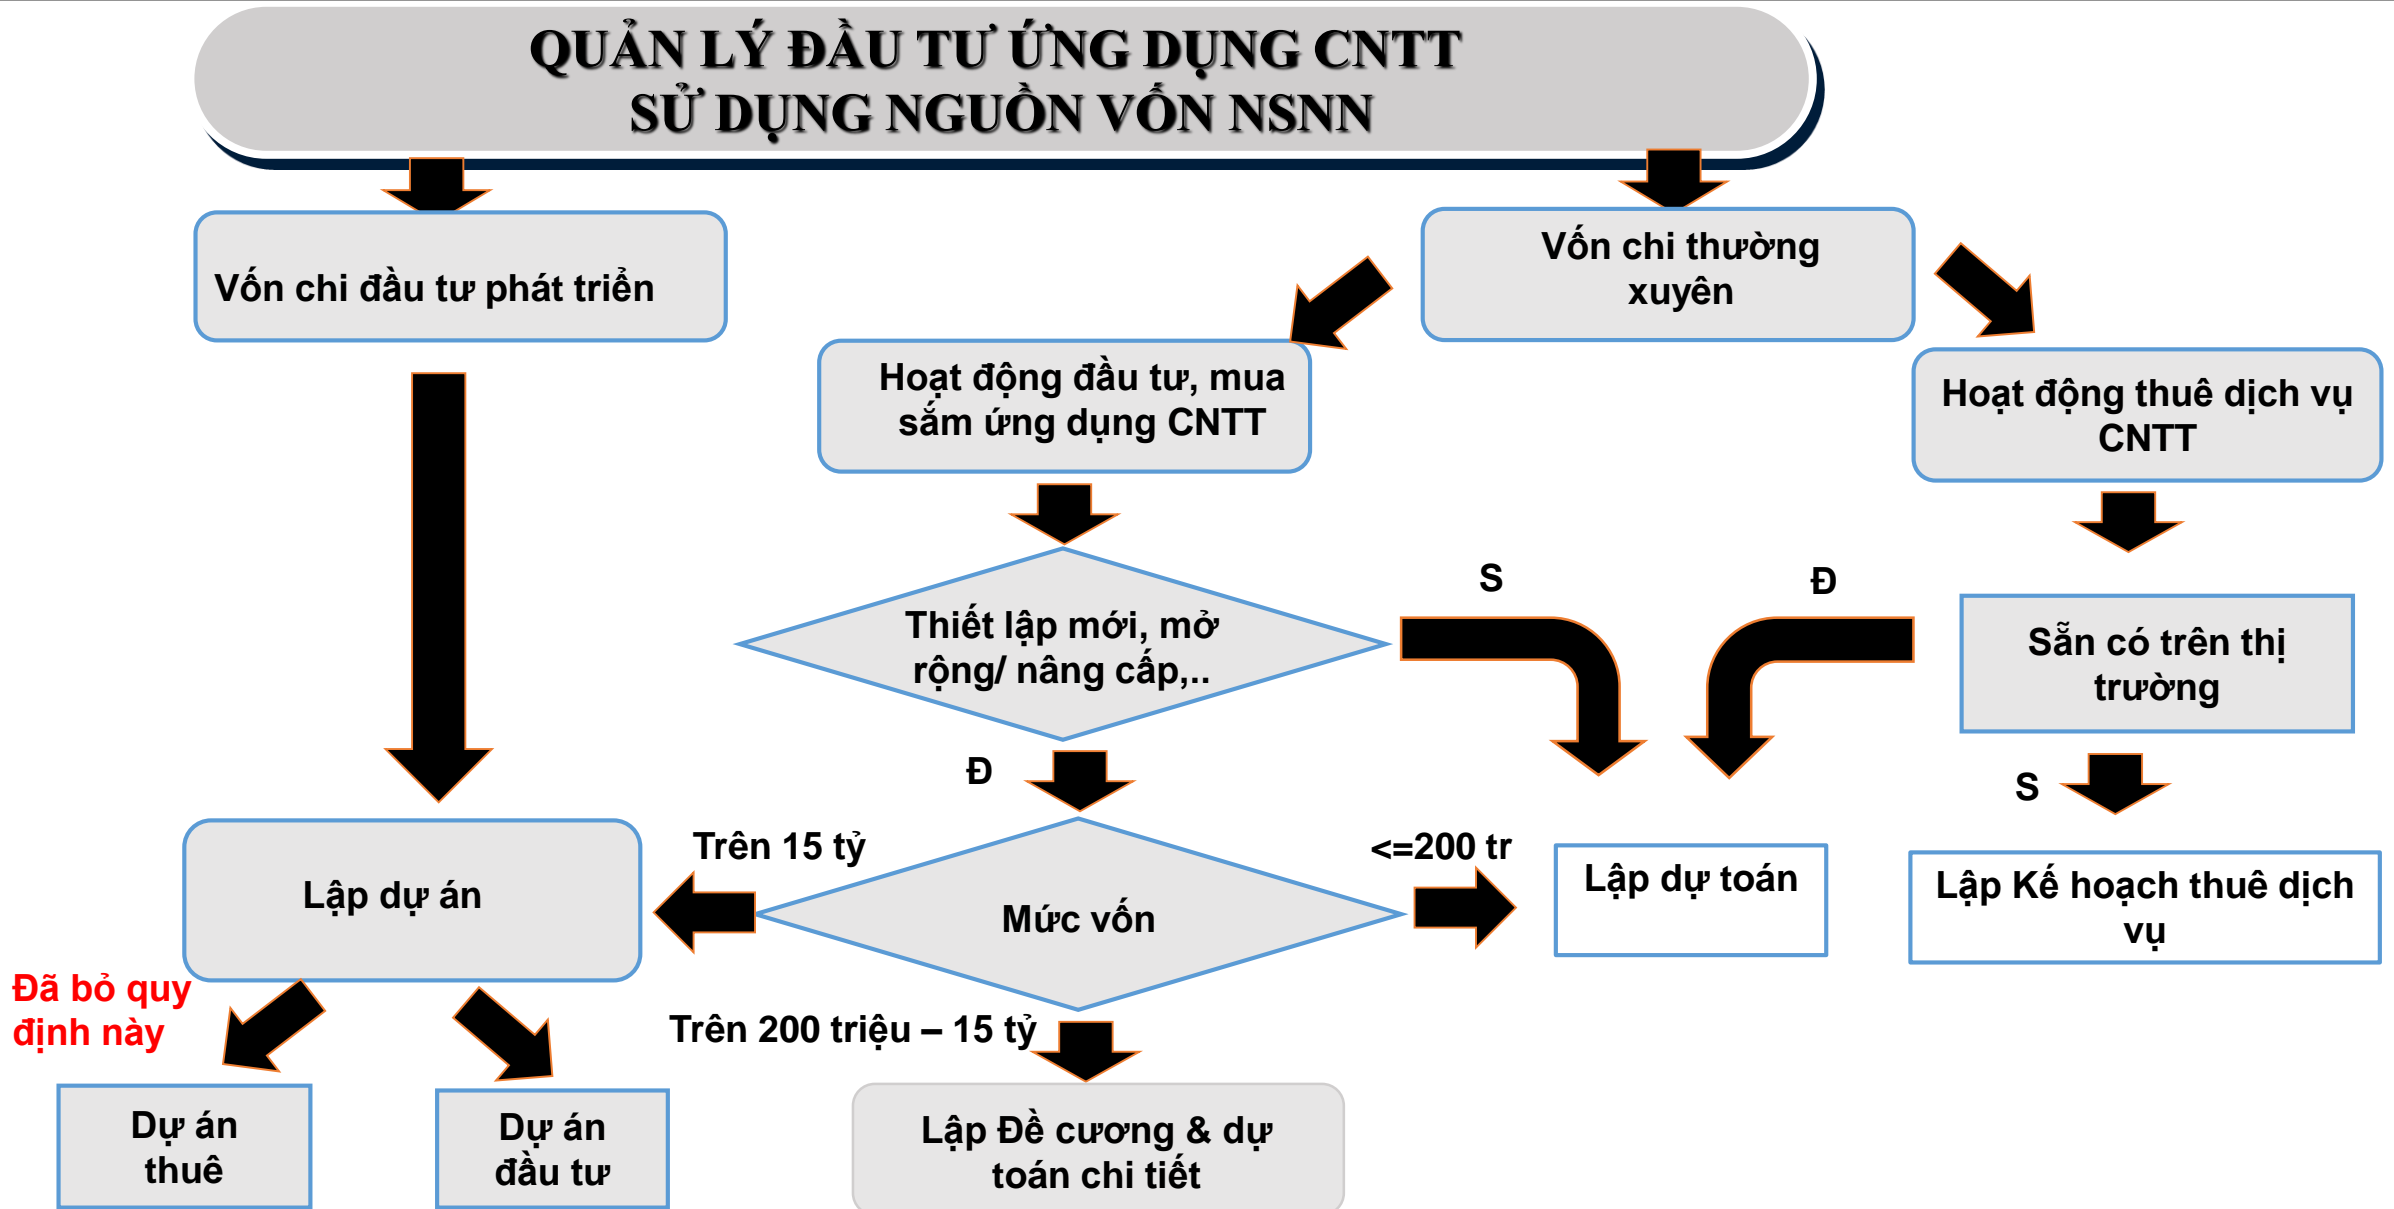 QUẢN LÝ ĐẦU TƯ ỨNG DỤNG CNTT
SỬ DỤNG NGUỒN VỐN NSNN
Vốn chi đầu tư phát triển
Vốn chi thường
xuyên
Hoạt động đầu tư, mua
sắm ứng dụng CNTT
Hoạt động thuê dịch vụ
CNTT
Thiết lập mới, mở
rộng/ nâng cấp,..
S
Đ
Sẵn có trên thị
trường
Đ
S
Trên 15 tỷ
<=200 tr
Lập dự án
Mức vốn
Lập dự toán
Lập Kế hoạch thuê dịch
vụ
Đã bỏ quy
định này
Trên 200 triệu – 15 tỷ
Dự án
thuê
Dự án
đầu tư
Lập Đề cương & dự
toán chi tiết